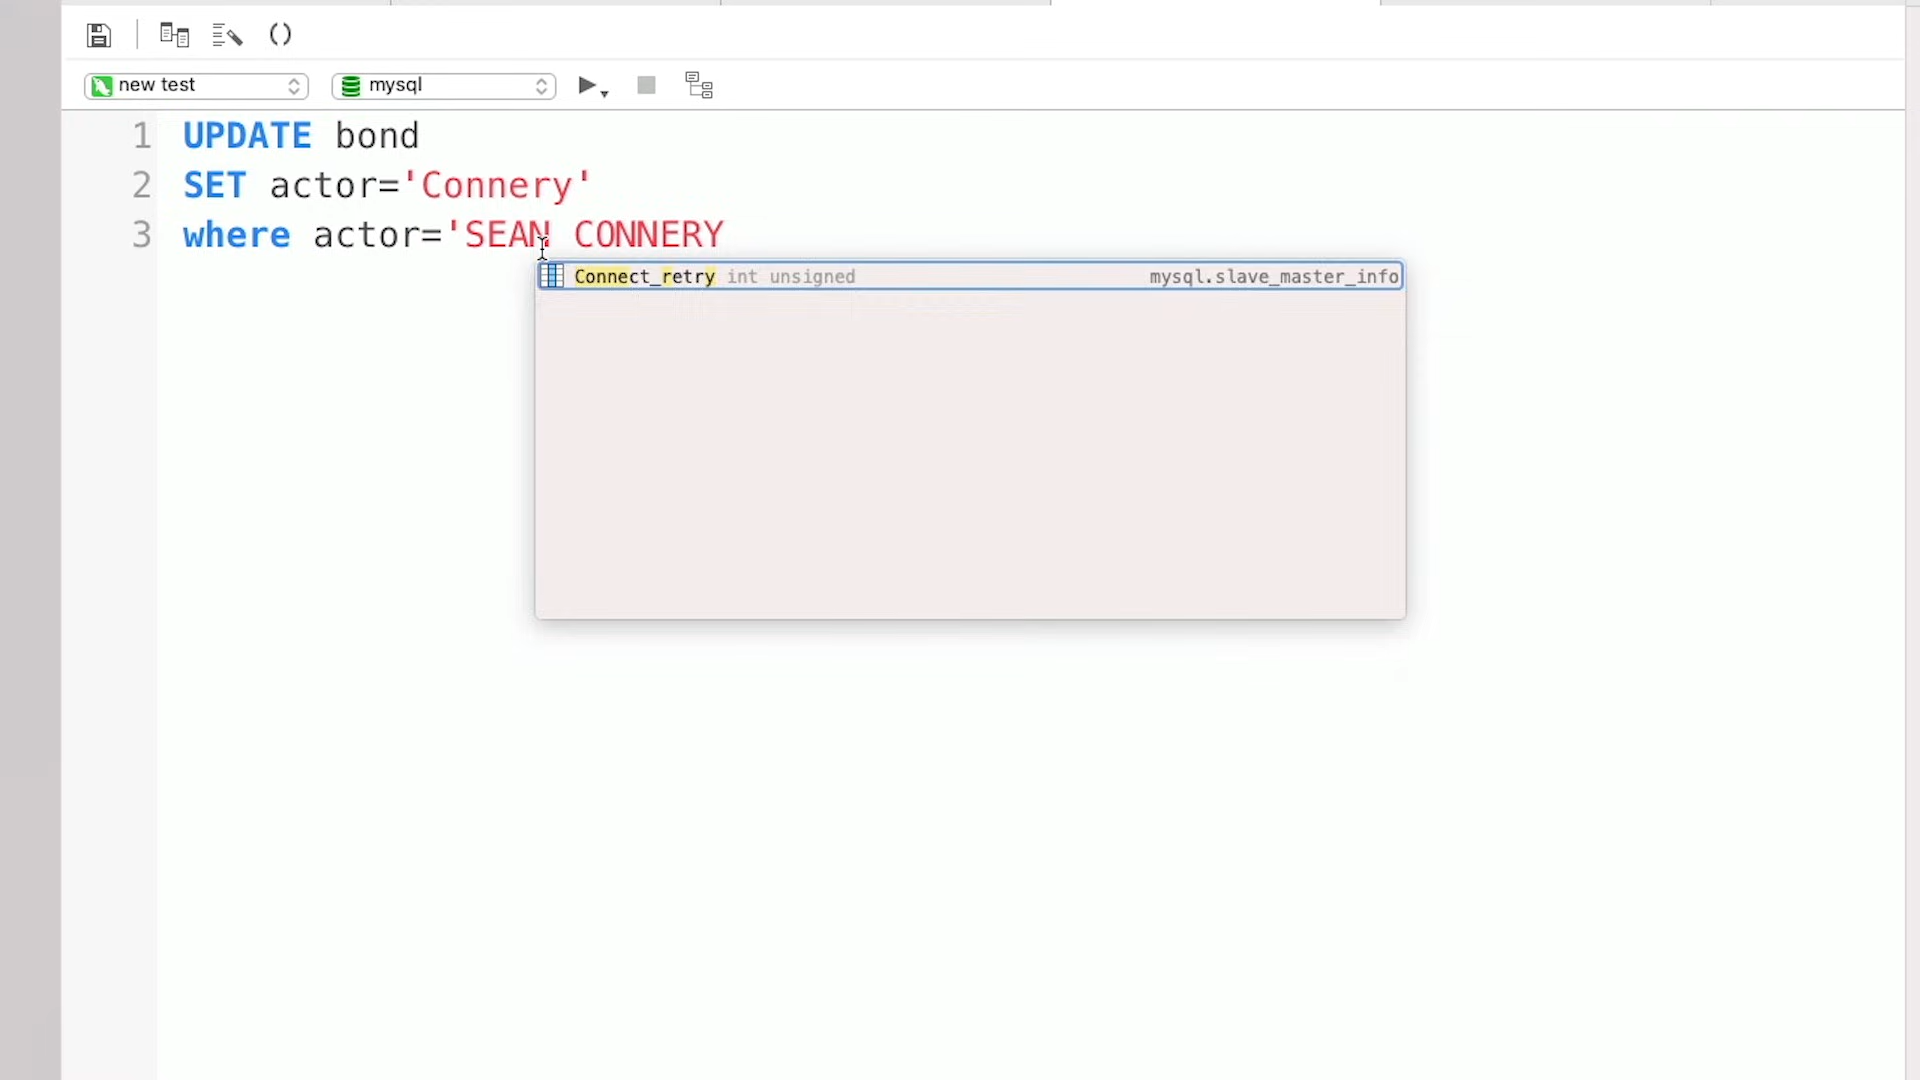 new test mysql
1 UPDATE bond
2 SET actor='Connery'
3 where actor='SEAN CONNERY
Connect_retry int unsigned mysql.slave_master_info